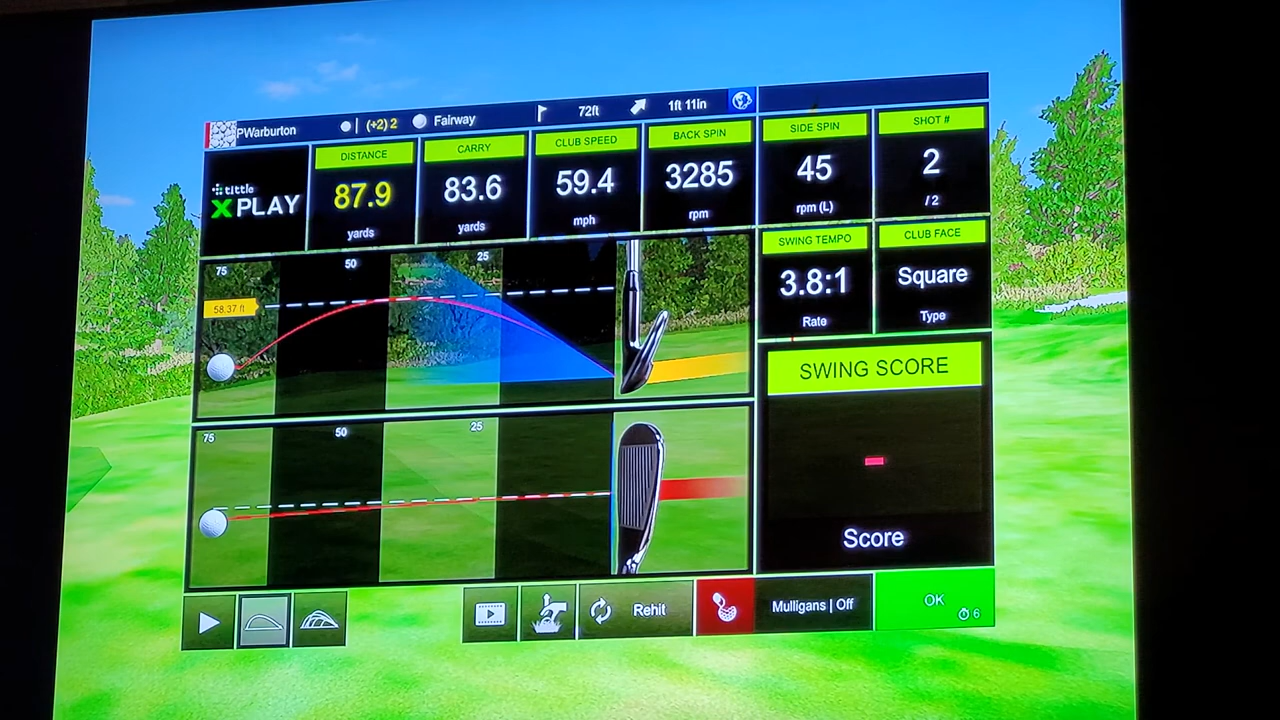 PWarburton (+2) 2 Fairway 72ft 1ft 11in
tittle
X PLAY
DISTANCE
87.9
yards
CARRY
83.6
yards
CLUB SPEED
59.4
mph
BACK SPIN
3285
rpm
SIDE SPIN
45
rpm (L)
SHOT #
2
/ 2
SWING TEMPO
3.8:1
Rate
CLUB FACE
Square
Type
75 50 25
58.37 ft
75 50 25
SWING SCORE
-
Score
Rehit
Mulligans | Off
OK
6